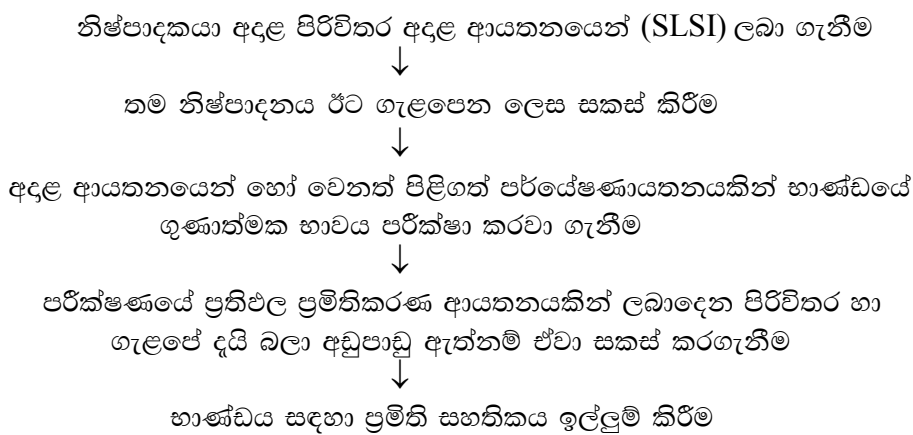 නිෂ්පාදකයා අදාළ පිරිවිතර අදාළ ආයතනයෙන් (SLSI) ලබා ගැනීම
↓
තම නිෂ්පාදනය ඊට ගැළපෙන ලෙස සකස් කිරීම
↓
අදාළ ආයතනයෙන් හෝ වෙනත් පිළිගත් පර්යේෂණායතනයකින් භාණ්ඩයේ
ගුණාත්මක භාවය පරීක්ෂා කරවා ගැනීම
↓
පරීක්ෂණයේ ප්‍රතිඵල ප්‍රමිතිකරණ ආයතනයකින් ලබාදෙන පිරිවිතර හා
ගැළපේ දැයි බලා අඩුපාඩු ඇත්නම් ඒවා සකස් කරගැනීම
↓
භාණ්ඩය සඳහා ප්‍රමිති සහතිකය ඉල්ලුම් කිරීම